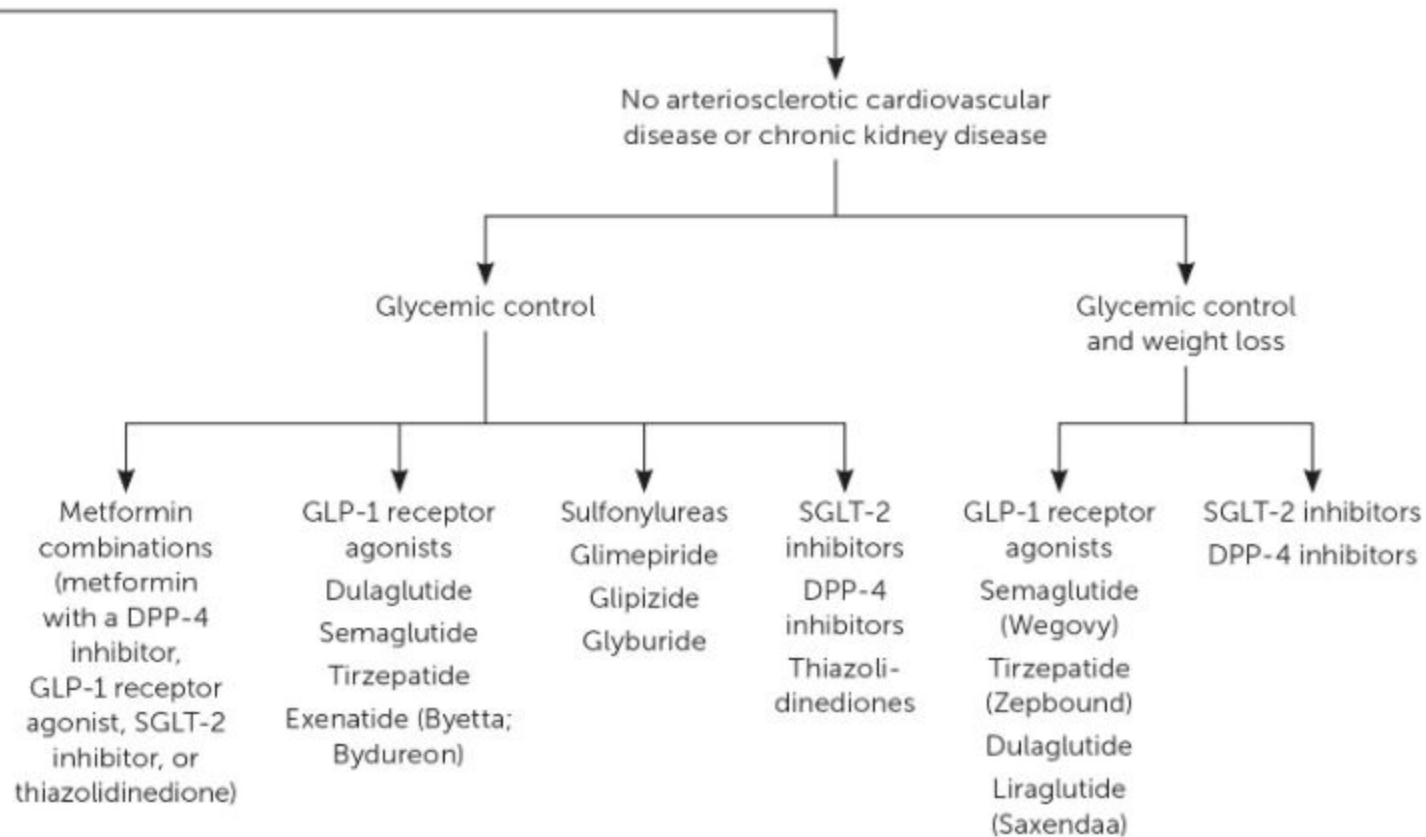 No arteriosclerotic cardiovascular
disease or chronic kidney disease
Glycemic control
Glycemic control
and weight loss
Metformin
combinations
(metformin
with a DPP-4
inhibitor,
GLP-1 receptor
agonist, SGLT-2
inhibitor, or
thiazolidinedione)
GLP-1 receptor
agonists
Dulaglutide
Semaglutide
Tirzepatide
Exenatide (Byetta;
Bydureon)
Sulfonylureas
Glimepiride
Glipizide
Glyburide
SGLT-2
inhibitors
DPP-4
inhibitors
Thiazoli-
dinediones
GLP-1 receptor
agonists
Semaglutide
(Wegovy)
Tirzepatide
(Zepbound)
Dulaglutide
Liraglutide
(Saxendaa)
SGLT-2 inhibitors
DPP-4 inhibitors